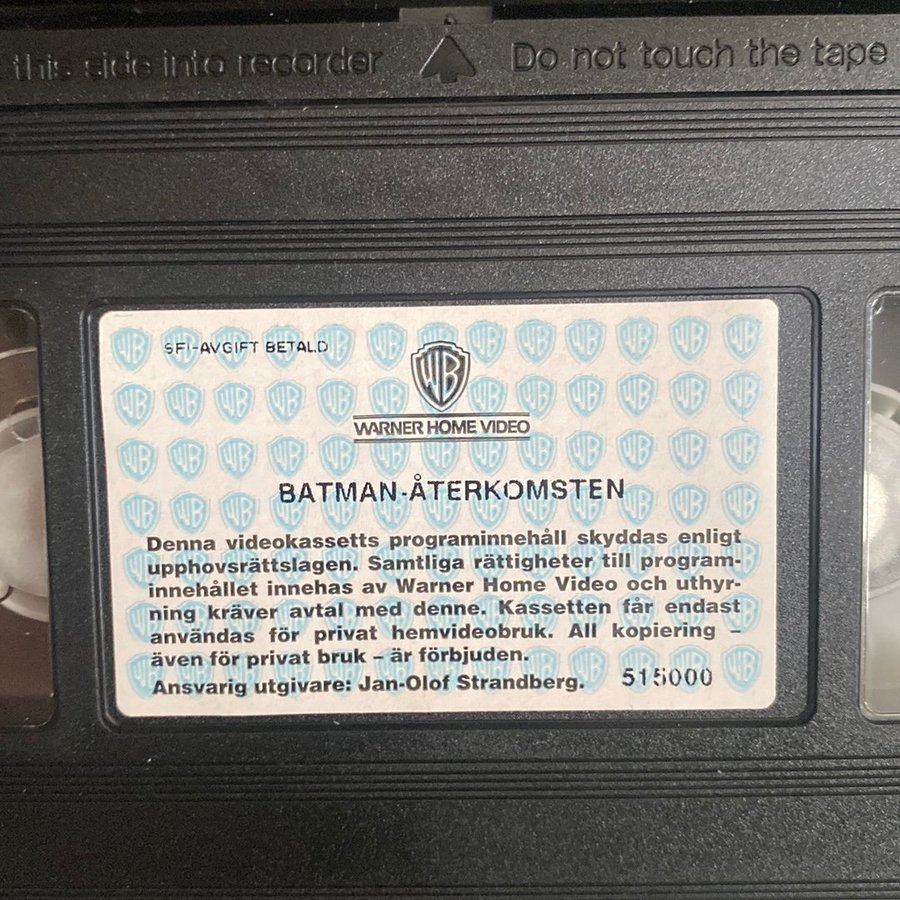 this side into recorder Do not touch the tape
SFI-AVGIFT BETALD
WB
WARNER HOME VIDEO
BATMAN-ÅTERKOMSTEN
Denna videokassetts programinnehåll skyddas enligt
upphovsrättslagen. Samtliga rättigheter till program-
innehållet innehas av Warner Home Video och uthyr-
ning kräver avtal med denne. Kassetten får endast
användas för privat hemvideobruk. All kopiering –
även för privat bruk – är förbjuden.
Ansvarig utgivare: Jan-Olof Strandberg. 515000